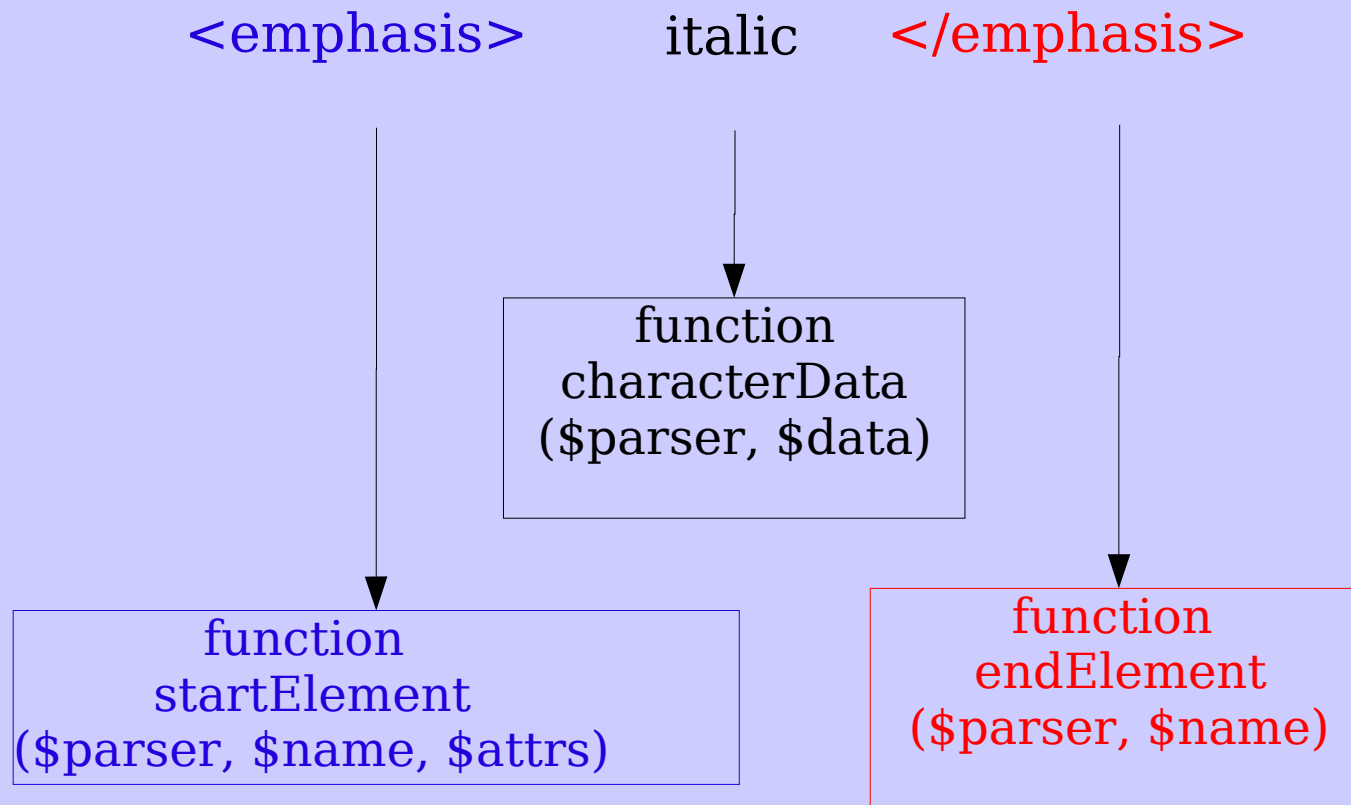 <emphasis> italic </emphasis>
function
characterData
($parser, $data)
function
startElement
($parser, $name, $attrs)
function
endElement
($parser, $name)